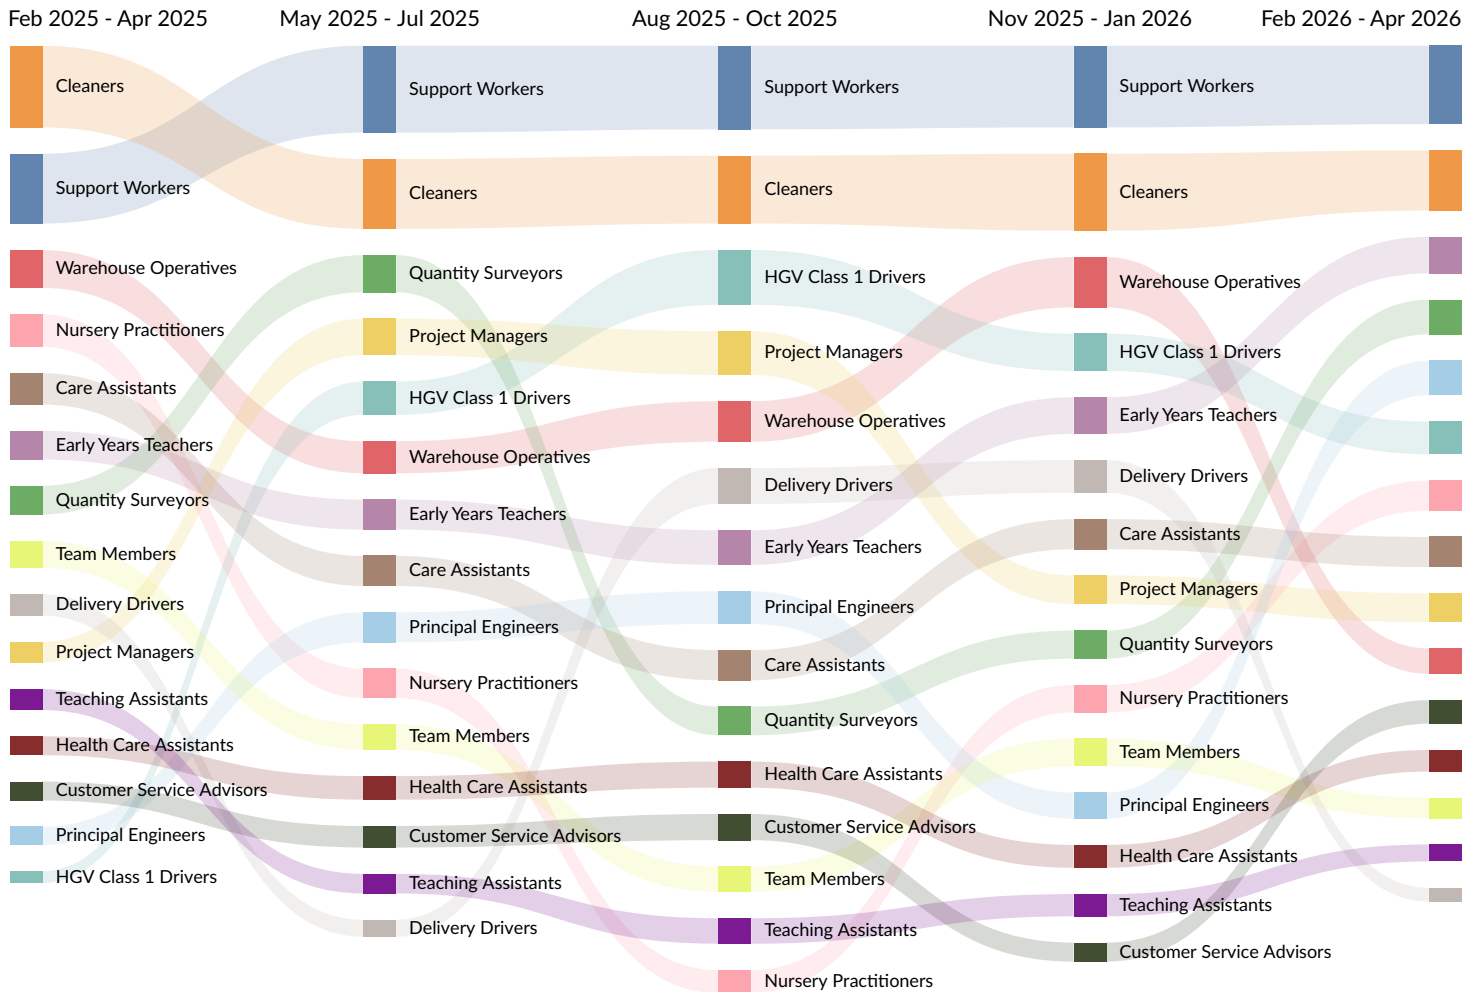 Feb 2025 - Apr 2025
May 2025 - Jul 2025
Aug 2025 - Oct 2025
Nov 2025 - Jan 2026
Feb 2026 - Apr 2026
Cleaners
Support Workers
Warehouse Operatives
Nursery Practitioners
Care Assistants
Early Years Teachers
Quantity Surveyors
Team Members
Delivery Drivers
Project Managers
Teaching Assistants
Health Care Assistants
Customer Service Advisors
Principal Engineers
HGV Class 1 Drivers
Support Workers
Cleaners
Quantity Surveyors
Project Managers
HGV Class 1 Drivers
Warehouse Operatives
Early Years Teachers
Care Assistants
Principal Engineers
Nursery Practitioners
Team Members
Health Care Assistants
Customer Service Advisors
Teaching Assistants
Delivery Drivers
Support Workers
Cleaners
HGV Class 1 Drivers
Project Managers
Warehouse Operatives
Delivery Drivers
Early Years Teachers
Principal Engineers
Care Assistants
Quantity Surveyors
Health Care Assistants
Customer Service Advisors
Team Members
Teaching Assistants
Nursery Practitioners
Support Workers
Cleaners
Warehouse Operatives
HGV Class 1 Drivers
Early Years Teachers
Delivery Drivers
Care Assistants
Project Managers
Quantity Surveyors
Nursery Practitioners
Team Members
Principal Engineers
Health Care Assistants
Teaching Assistants
Customer Service Advisors